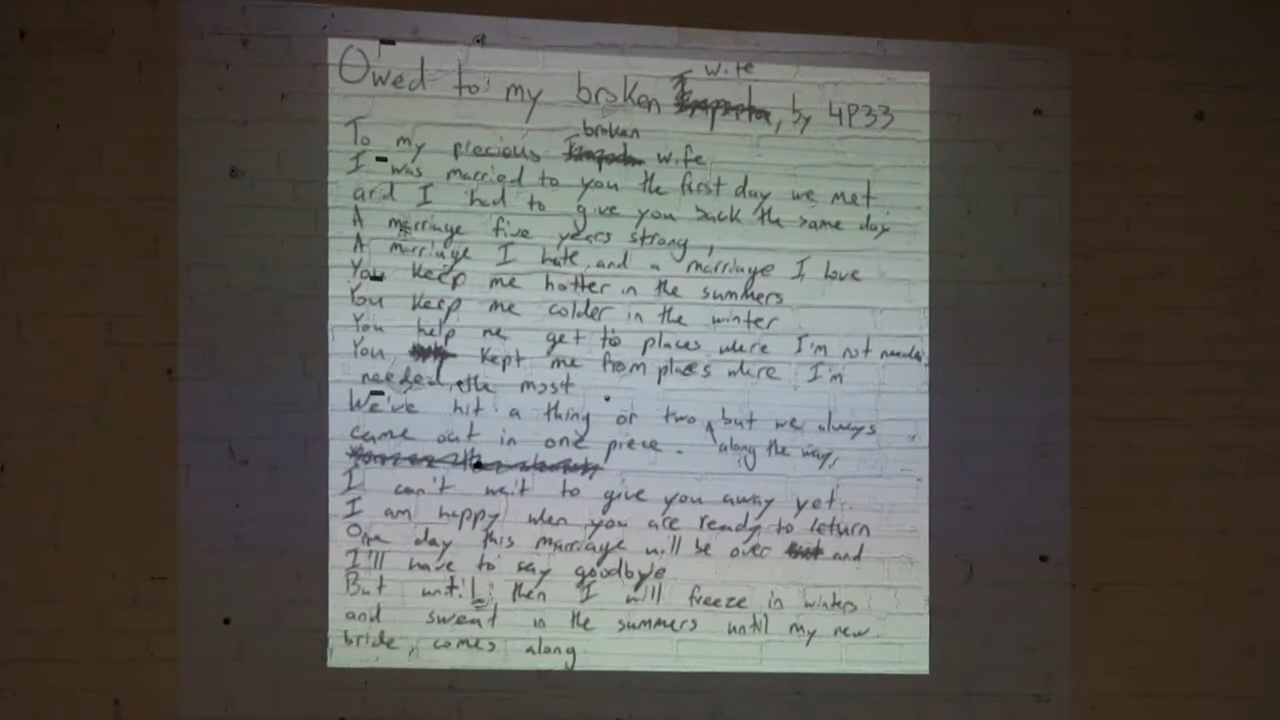 Owed to my broken wife, by 4P33
To my precious broken wife
I was married to you the first day we met
and I had to give you back the same day
A marriage five years strong,
A marriage I hate, and a marriage I love
You keep me hotter in the summers
You keep me colder in the winter
You help me get to places where I'm not needed
You kept me from places where I'm
needed the most
We've hit a thing or two, but we always
came out in one piece. along the way,
I can't wait to give you away yet.
I am happy when you are ready to return
One day this marriage will be over and
I'll have to say goodbye
But until then I will freeze in winters
and sweat in the summers until my new
bride, comes along